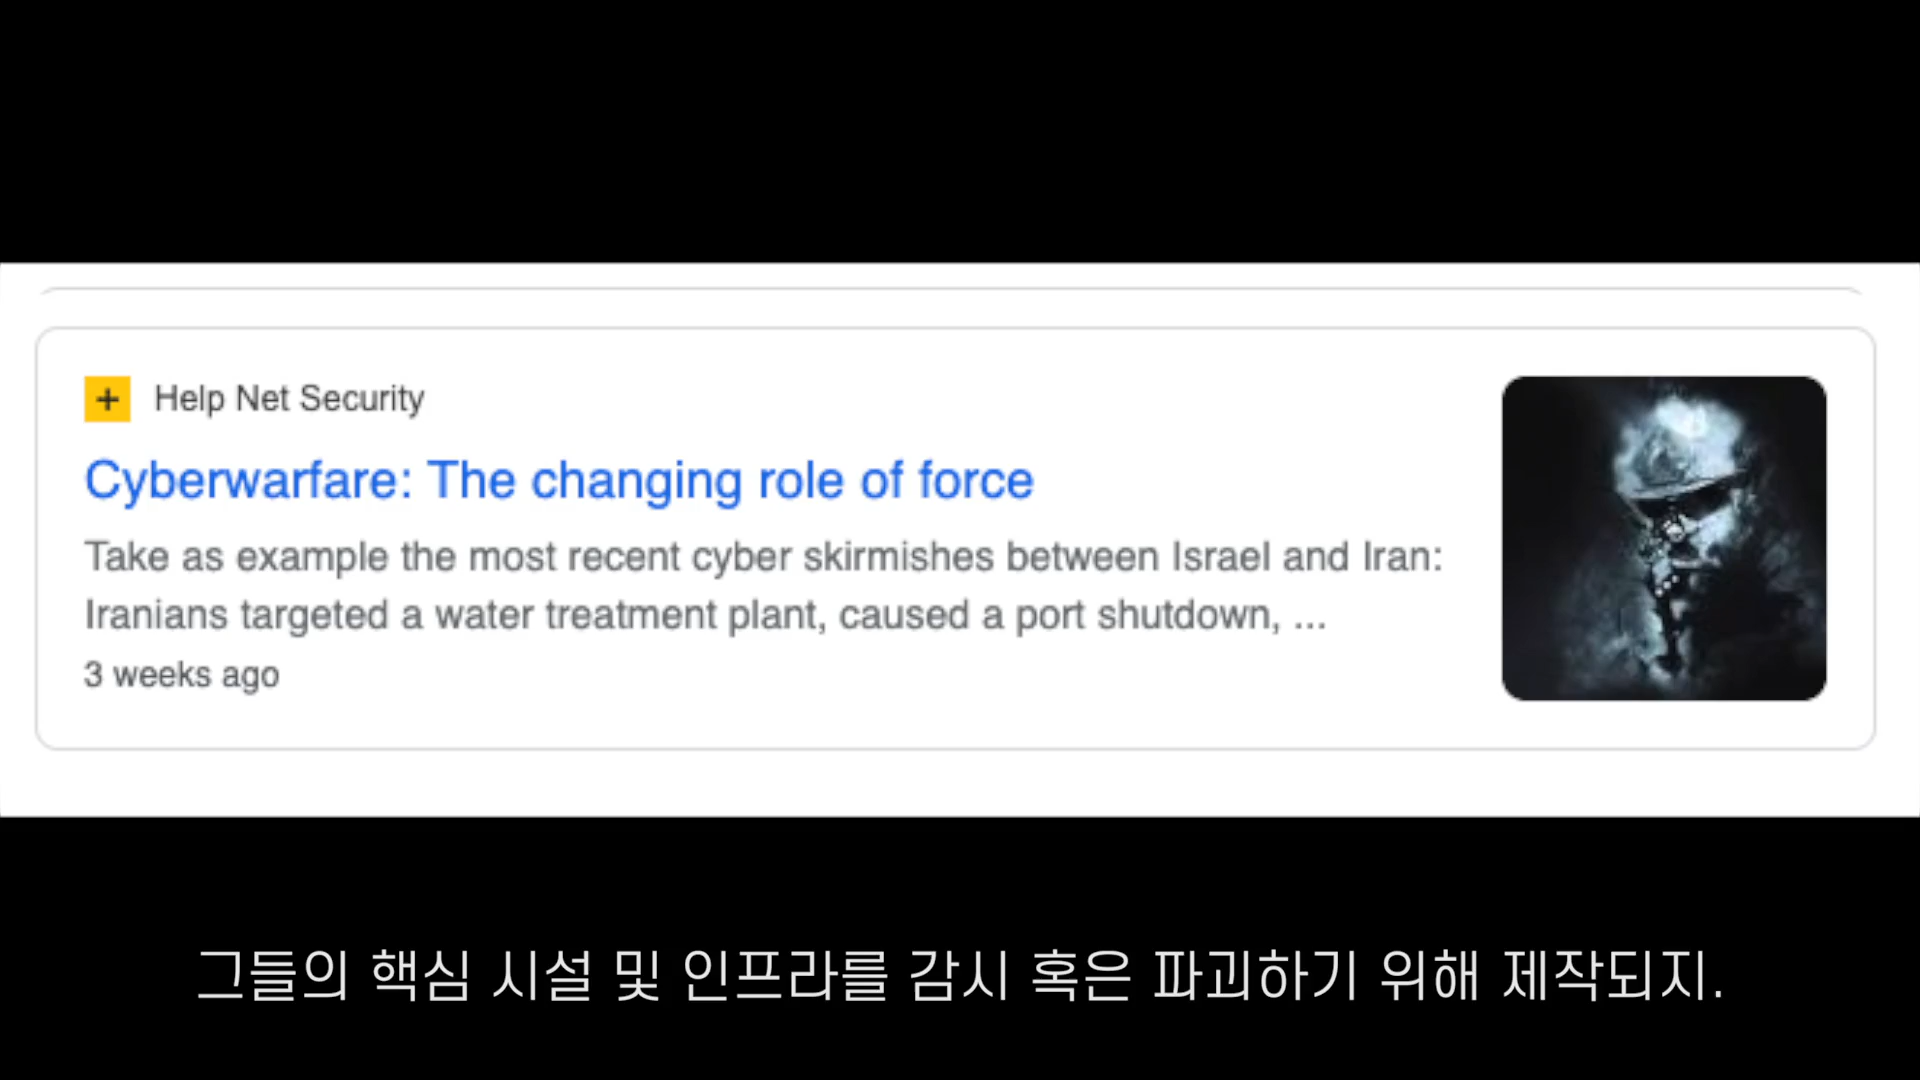 + Help Net Security
Cyberwarfare: The changing role of force
Take as example the most recent cyber skirmishes between Israel and Iran:
Iranians targeted a water treatment plant, caused a port shutdown, ...
3 weeks ago
그들의 핵심 시설 및 인프라를 감시 혹은 파괴하기 위해 제작되지.